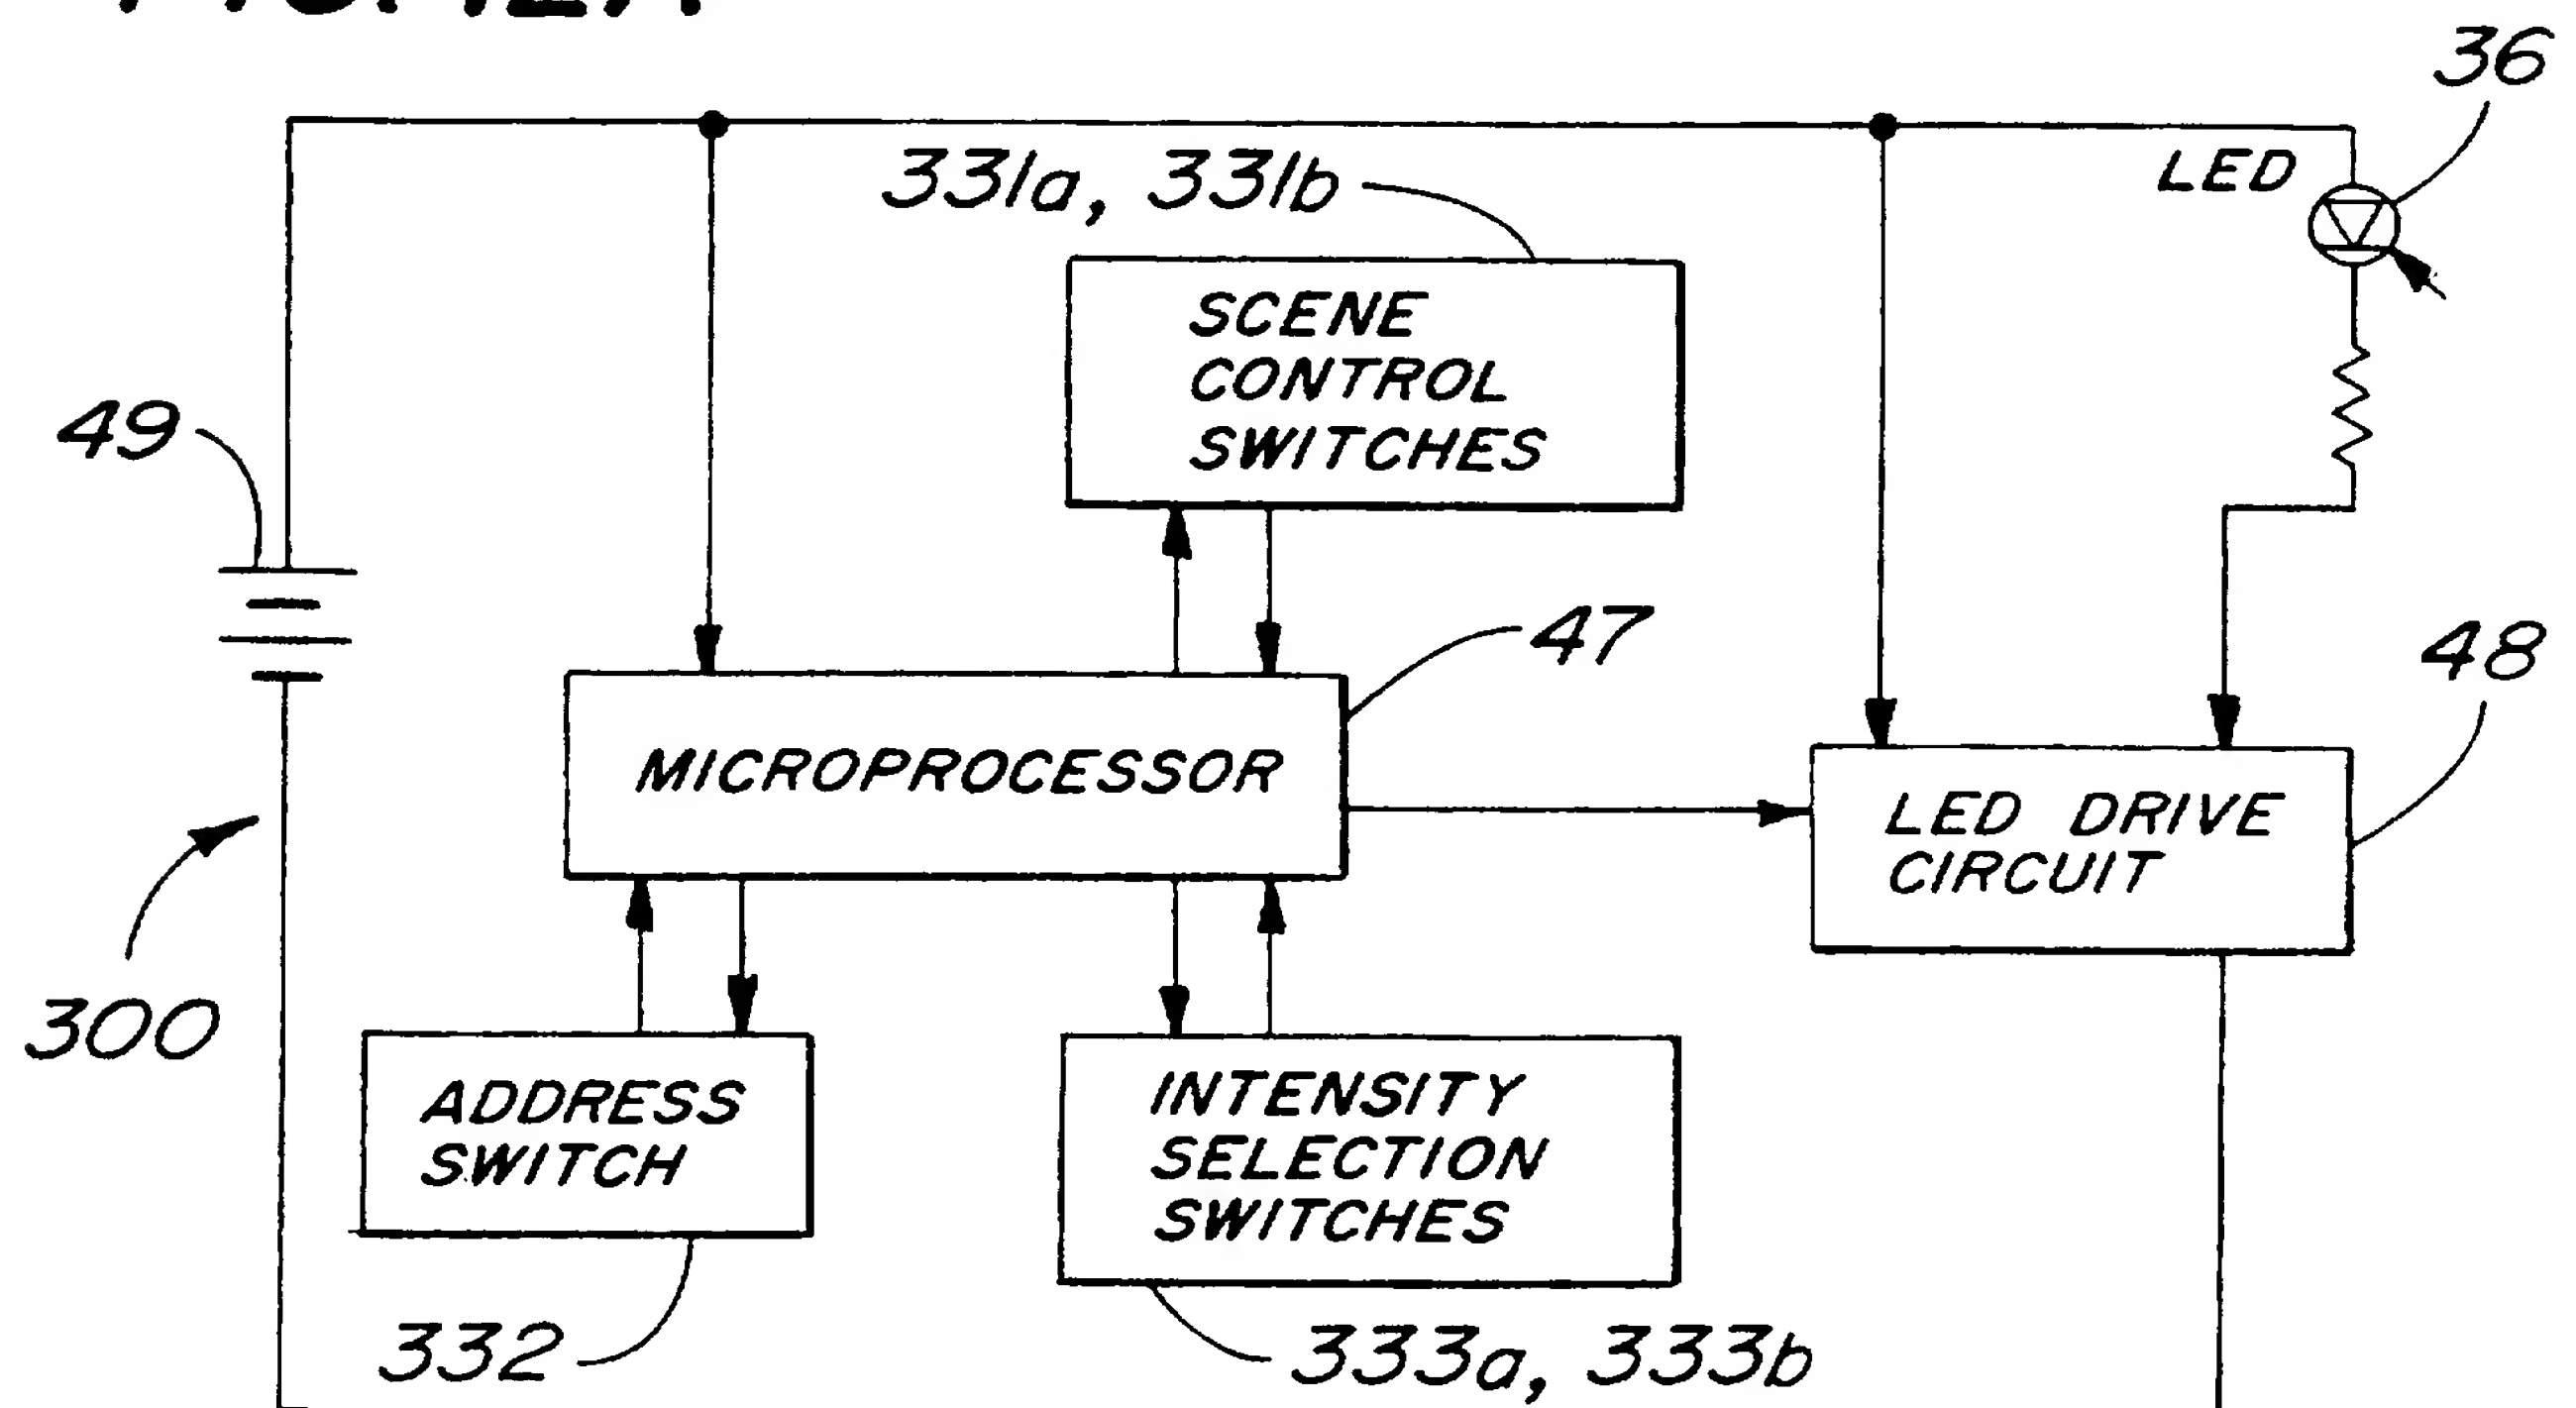 36
LED
331a, 331b
SCENE
CONTROL
SWITCHES
49
47
48
MICROPROCESSOR
LED DRIVE
CIRCUIT
300
ADDRESS
SWITCH
INTENSITY
SELECTION
SWITCHES
332
333a, 333b